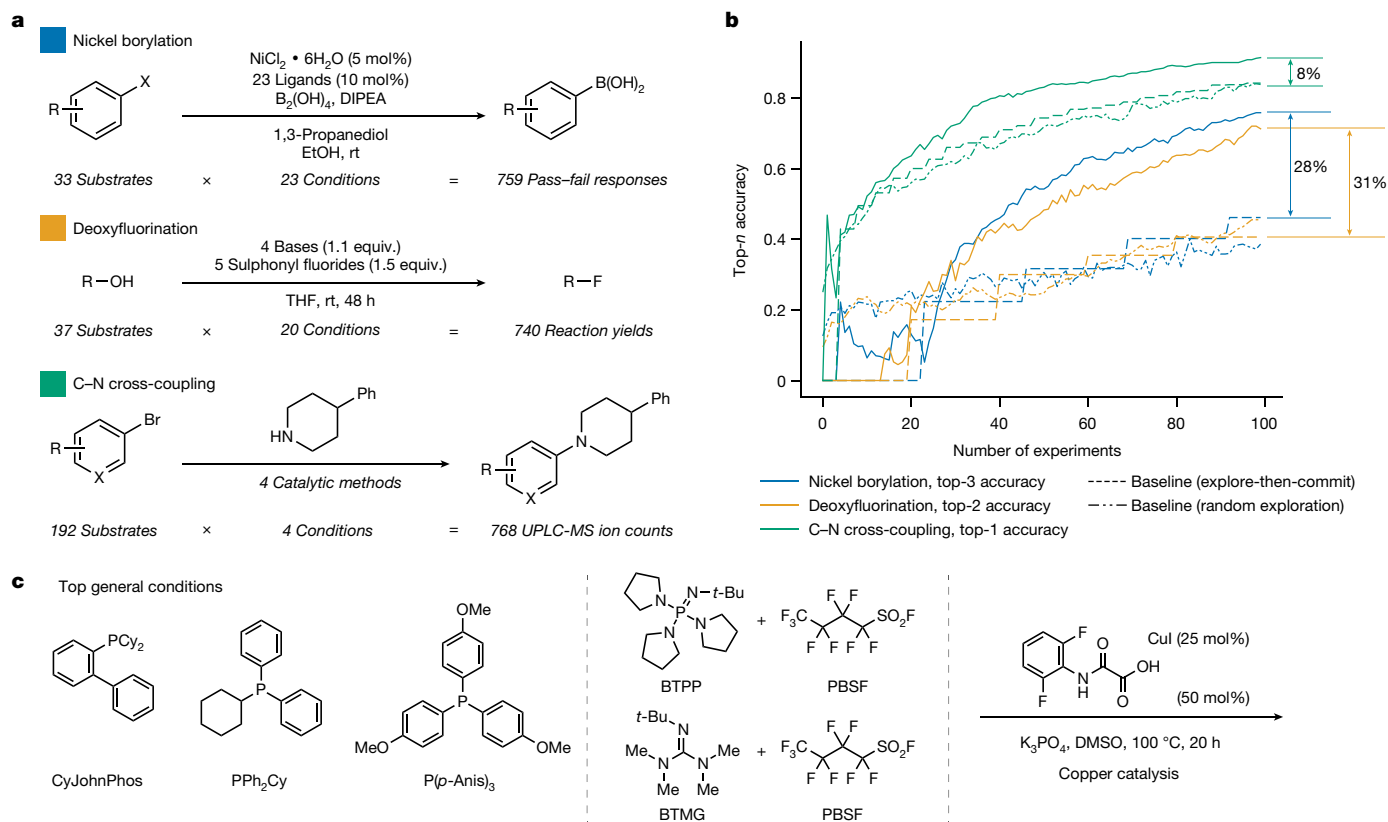 a
Nickel borylation
NiCl2 • 6H2O (5 mol%)
23 Ligands (10 mol%)
B2(OH)4, DIPEA
1,3-Propanediol
EtOH, rt
R
X
R
B(OH)2
33 Substrates × 23 Conditions = 759 Pass–fail responses
Deoxyfluorination
4 Bases (1.1 equiv.)
5 Sulphonyl fluorides (1.5 equiv.)
R–OH
R–F
THF, rt, 48 h
37 Substrates × 20 Conditions = 740 Reaction yields
C–N cross-coupling
Br
R
X
Ph
HN
4 Catalytic methods
Ph
N
R
X
192 Substrates × 4 Conditions = 768 UPLC-MS ion counts
b
Top-n accuracy
0.8
0.6
0.4
0.2
0
0 20 40 60 80 100
Number of experiments
8%
28%
31%
Nickel borylation, top-3 accuracy
Deoxyfluorination, top-2 accuracy
C–N cross-coupling, top-1 accuracy
Baseline (explore-then-commit)
Baseline (random exploration)
c
Top general conditions
PCy2
CyJohnPhos
P
PPh2Cy
OMe
P
MeO
OMe
P(p-Anis)3
N
N
t-Bu
P
N
N
BTPP
+
F3C
F F
SO2F
F F F F
PBSF
t-Bu
N
Me
Me
N
N
Me Me
BTMG
+
F3C
F F
SO2F
F F F F
PBSF
F
O
OH
N
H
O
F
CuI (25 mol%)
(50 mol%)
K3PO4, DMSO, 100 °C, 20 h
Copper catalysis